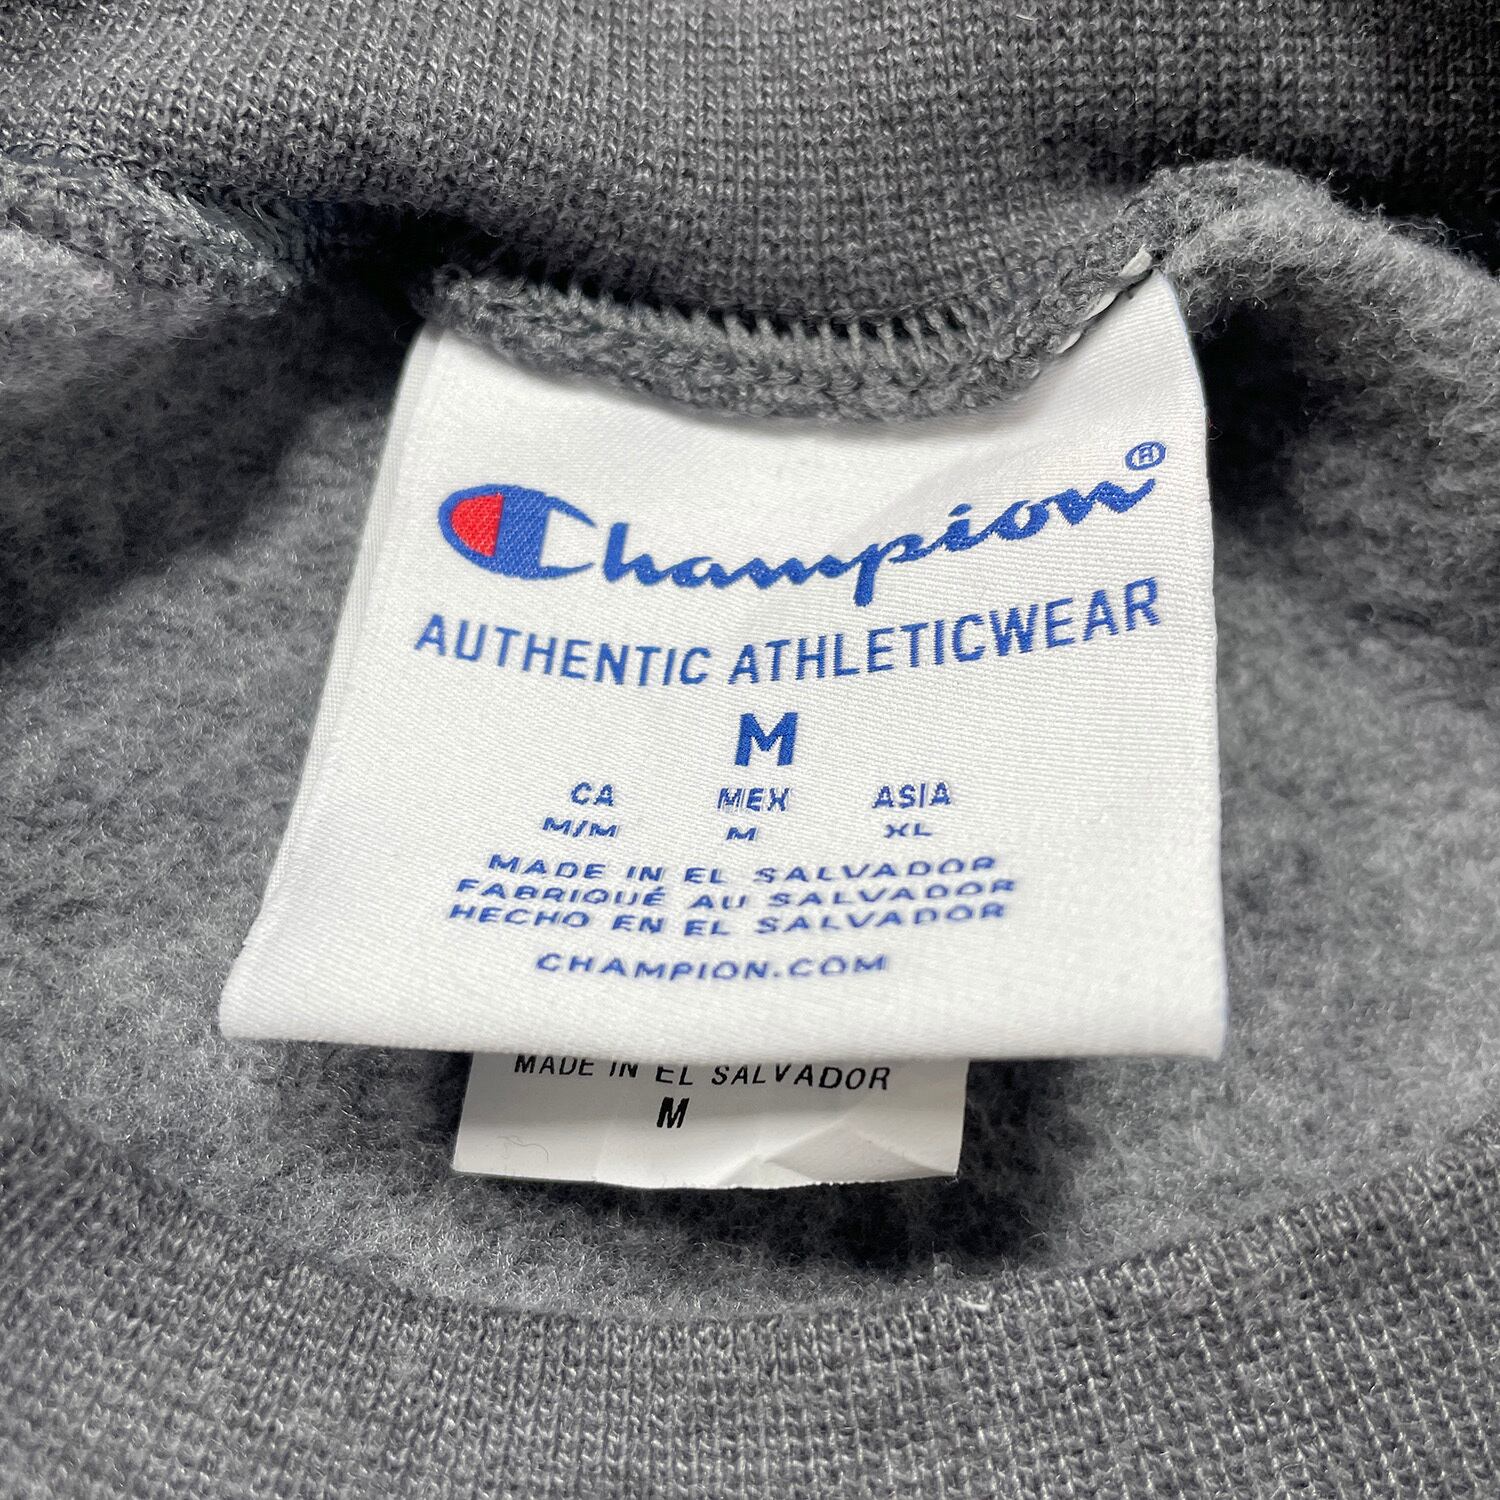 Champion®
AUTHENTIC ATHLETICWEAR
M
CA MEX ASIA
M/M M XL
MADE IN EL SALVADOR
FABRIQUÉ AU SALVADOR
HECHO EN EL SALVADOR
CHAMPION.COM
MADE IN EL SALVADOR
M